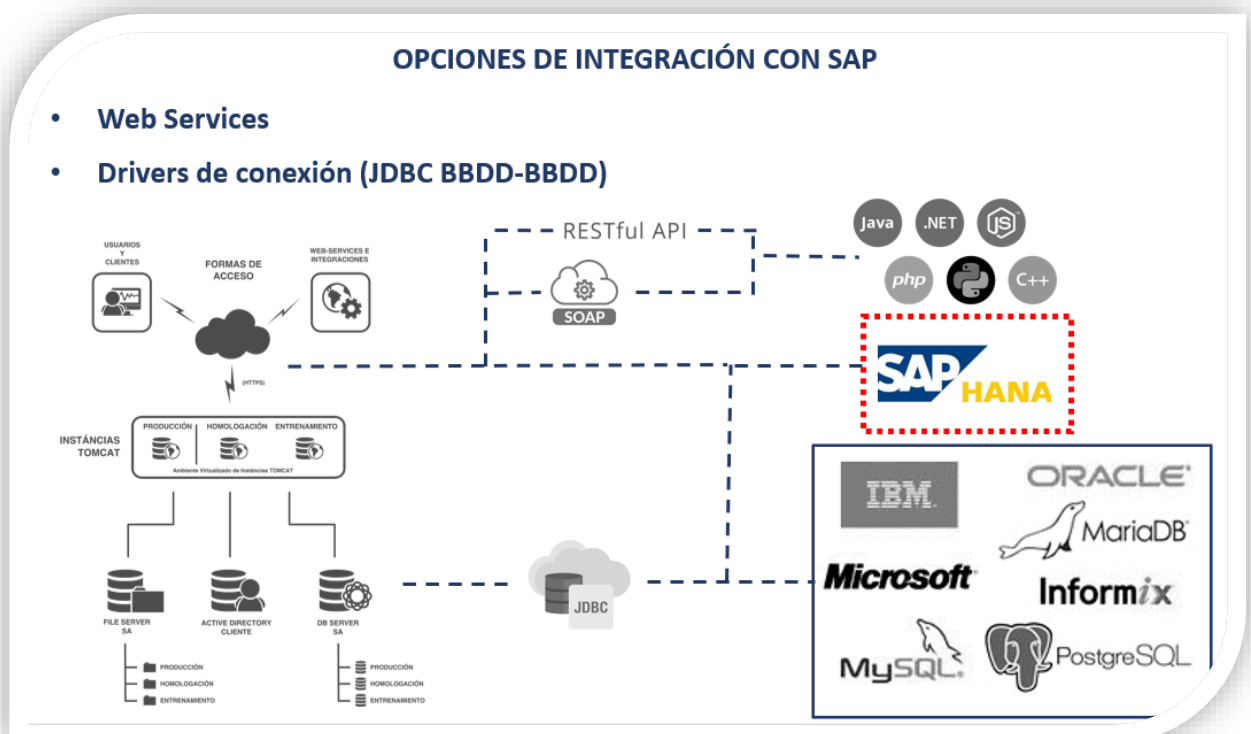 OPCIONES DE INTEGRACIÓN CON SAP
• Web Services
• Drivers de conexión (JDBC BBDD-BBDD)
USUARIOS
Y
CLIENTES
FORMAS DE
ACCESO
WEB-SERVICES E
INTEGRACIONES
(HTTPS)
RESTful API
SOAP
Java
.NET
JS
php
C++
SAP
HANA
INSTÁNCIAS
TOMCAT
PRODUCCIÓN
HOMOLOGACIÓN
ENTRENAMIENTO
Ambiente Virtualizado de Instâncias TOMCAT
FILE SERVER
SA
ACTIVE DIRECTORY
CLIENTE
DB SERVER
SA
PRODUCCIÓN
HOMOLOGACIÓN
ENTRENAMIENTO
PRODUCCIÓN
HOMOLOGACIÓN
ENTRENAMIENTO
JDBC
IBM
ORACLE
MariaDB
Microsoft
Informix
MySQL
PostgreSQL